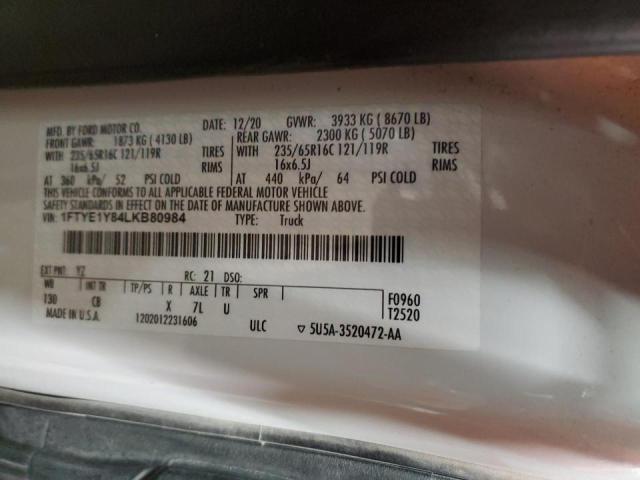 MFD. BY FORD MOTOR CO.
DATE: 12/20 GVWR: 3933 KG ( 8670 LB)
FRONT GAWR: 1873 KG ( 4130 LB)
REAR GAWR: 2300 KG ( 5070 LB)
WITH 235/65R16C 121/119R TIRES
WITH 235/65R16C 121/119R TIRES
16x6.5J RIMS
16x6.5J RIMS
AT 360 kPa/ 52 PSI COLD
AT 440 kPa/ 64 PSI COLD
THIS VEHICLE CONFORMS TO ALL APPLICABLE FEDERAL MOTOR VEHICLE
SAFETY STANDARDS IN EFFECT ON THE DATE OF MANUFACTURE SHOWN ABOVE.
VIN: 1FTYE1Y84LKB80984 TYPE: Truck
EXT PNT: YZ RC: 21 DSO:
WB INT TR TP/PS R AXLE TR SPR
130 CB X 7L U
F0960
T2520
MADE IN U.S.A. 1202012231606 ULC ▽ 5U5A-3520472-AA